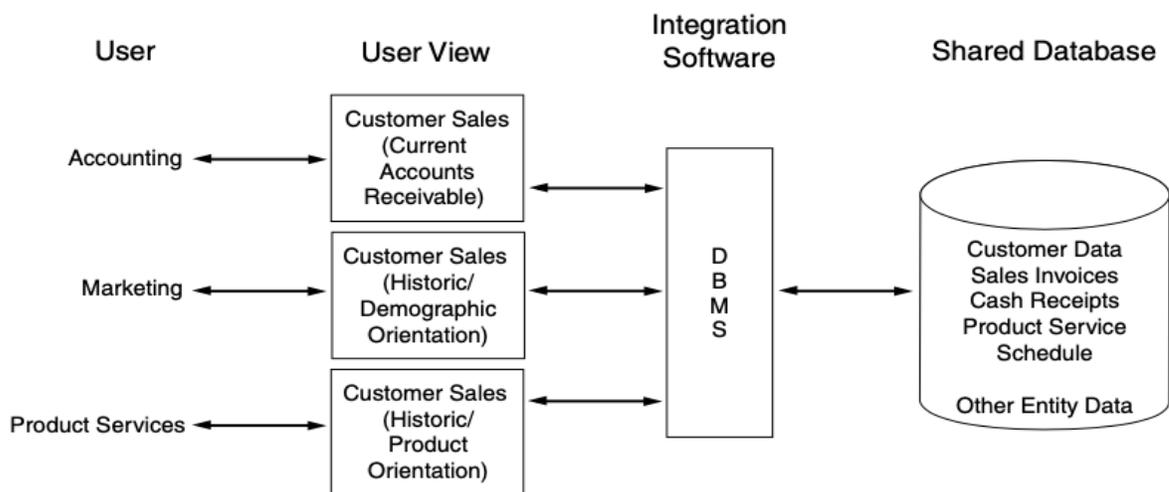 User
User View
Integration
Software
Shared Database
Accounting
Customer Sales
(Current
Accounts
Receivable)
Marketing
Customer Sales
(Historic/
Demographic
Orientation)
Product Services
Customer Sales
(Historic/
Product
Orientation)
D
B
M
S
Customer Data
Sales Invoices
Cash Receipts
Product Service
Schedule
Other Entity Data